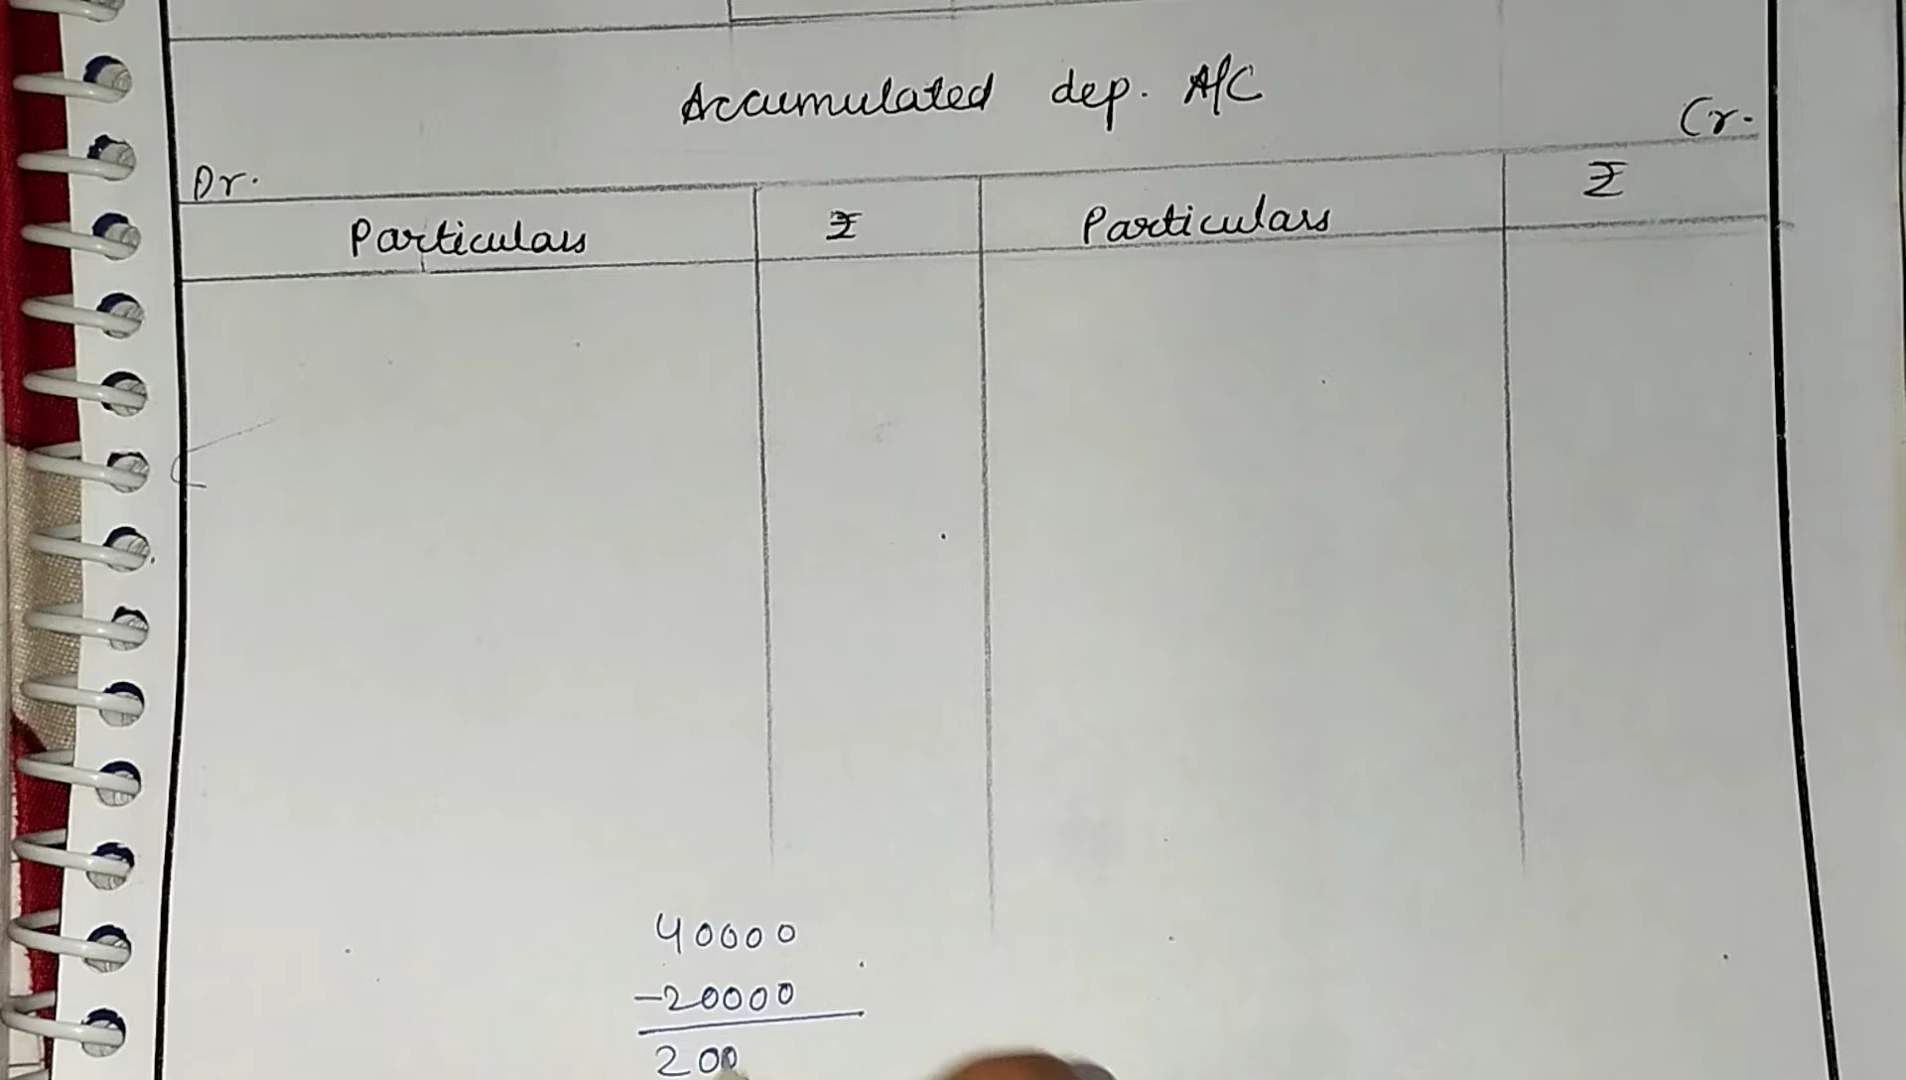 Accumulated dep. A/C
Dr. Cr.
Particulars ₹ Particulars ₹
40000
-20000
200